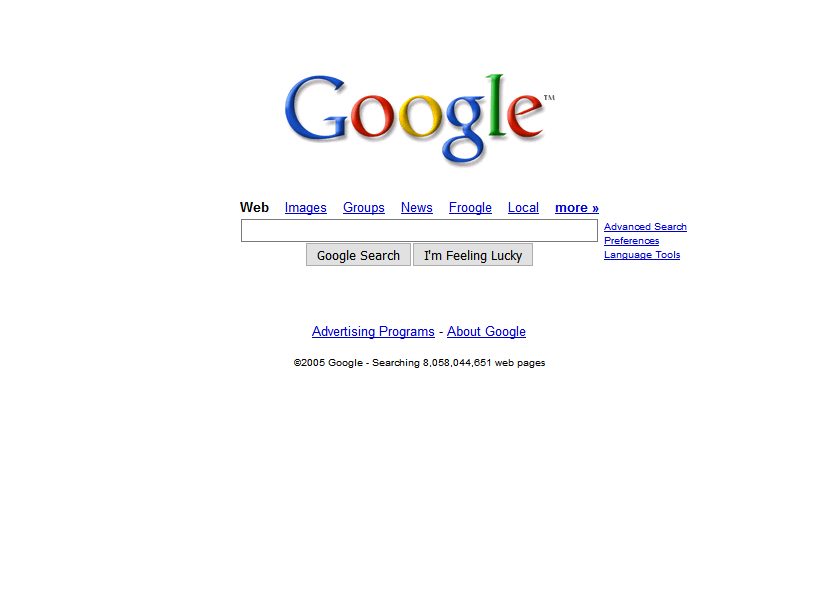 Google™
Web Images Groups News Froogle Local more »
Advanced Search
Preferences
Language Tools
Google Search I'm Feeling Lucky
Advertising Programs - About Google
©2005 Google - Searching 8,058,044,651 web pages